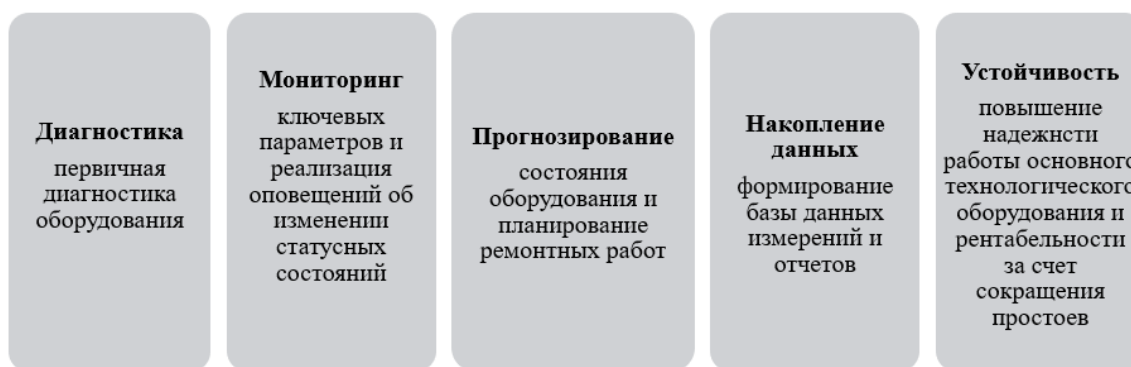 Диагностика
первичная
диагностика
оборудования
Мониторинг
ключевых
параметров и
реализация
оповещений об
изменении
статусных
состояний
Прогнозирование
состояния
оборудования и
планирование
ремонтных работ
Накопление
данных
формирование
базы данных
измерений и
отчетов
Устойчивость
повышение
надежнсти
работы основного
технологического
оборудования и
рентабельности
за счет
сокращения
простоев